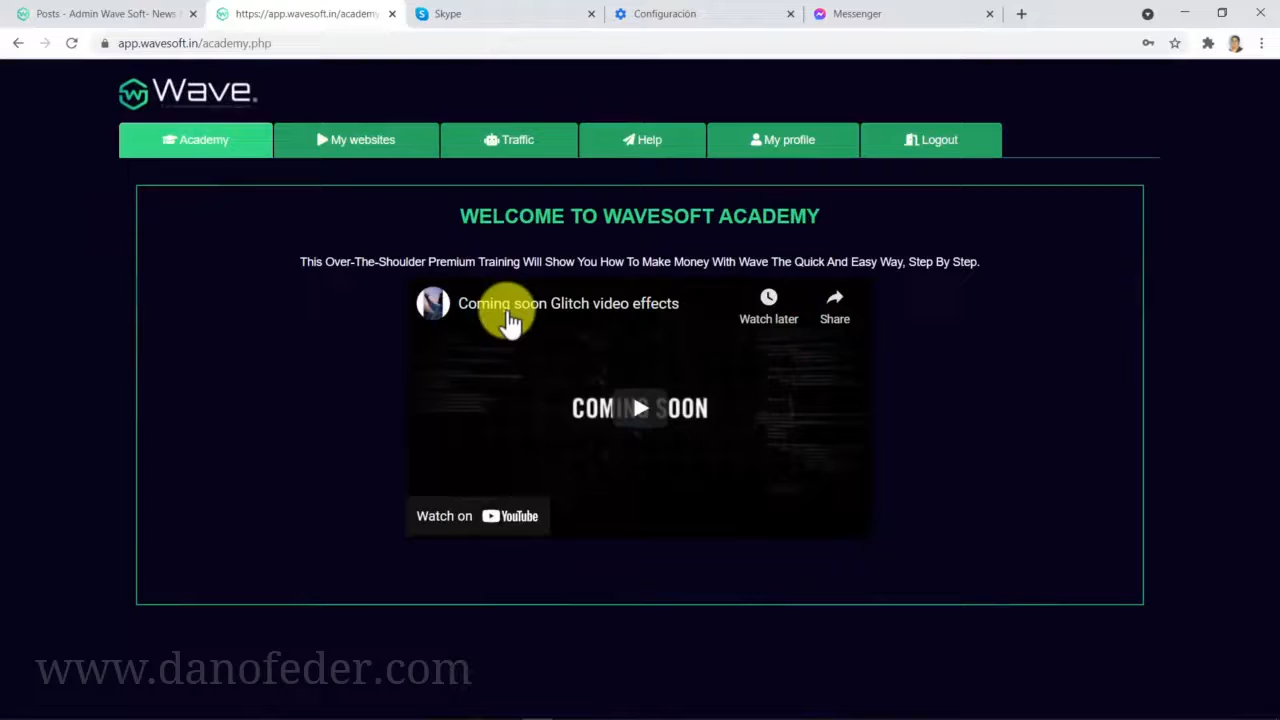 Posts - Admin Wave Soft- News
https://app.wavesoft.in/academy
Skype
Configuración
Messenger
app.wavesoft.in/academy.php
Wave.
Academy
My websites
Traffic
Help
My profile
Logout
WELCOME TO WAVESOFT ACADEMY
This Over-The-Shoulder Premium Training Will Show You How To Make Money With Wave The Quick And Easy Way, Step By Step.
Coming soon Glitch video effects
Watch later
Share
COMING SOON
Watch on YouTube
www.danofeder.com